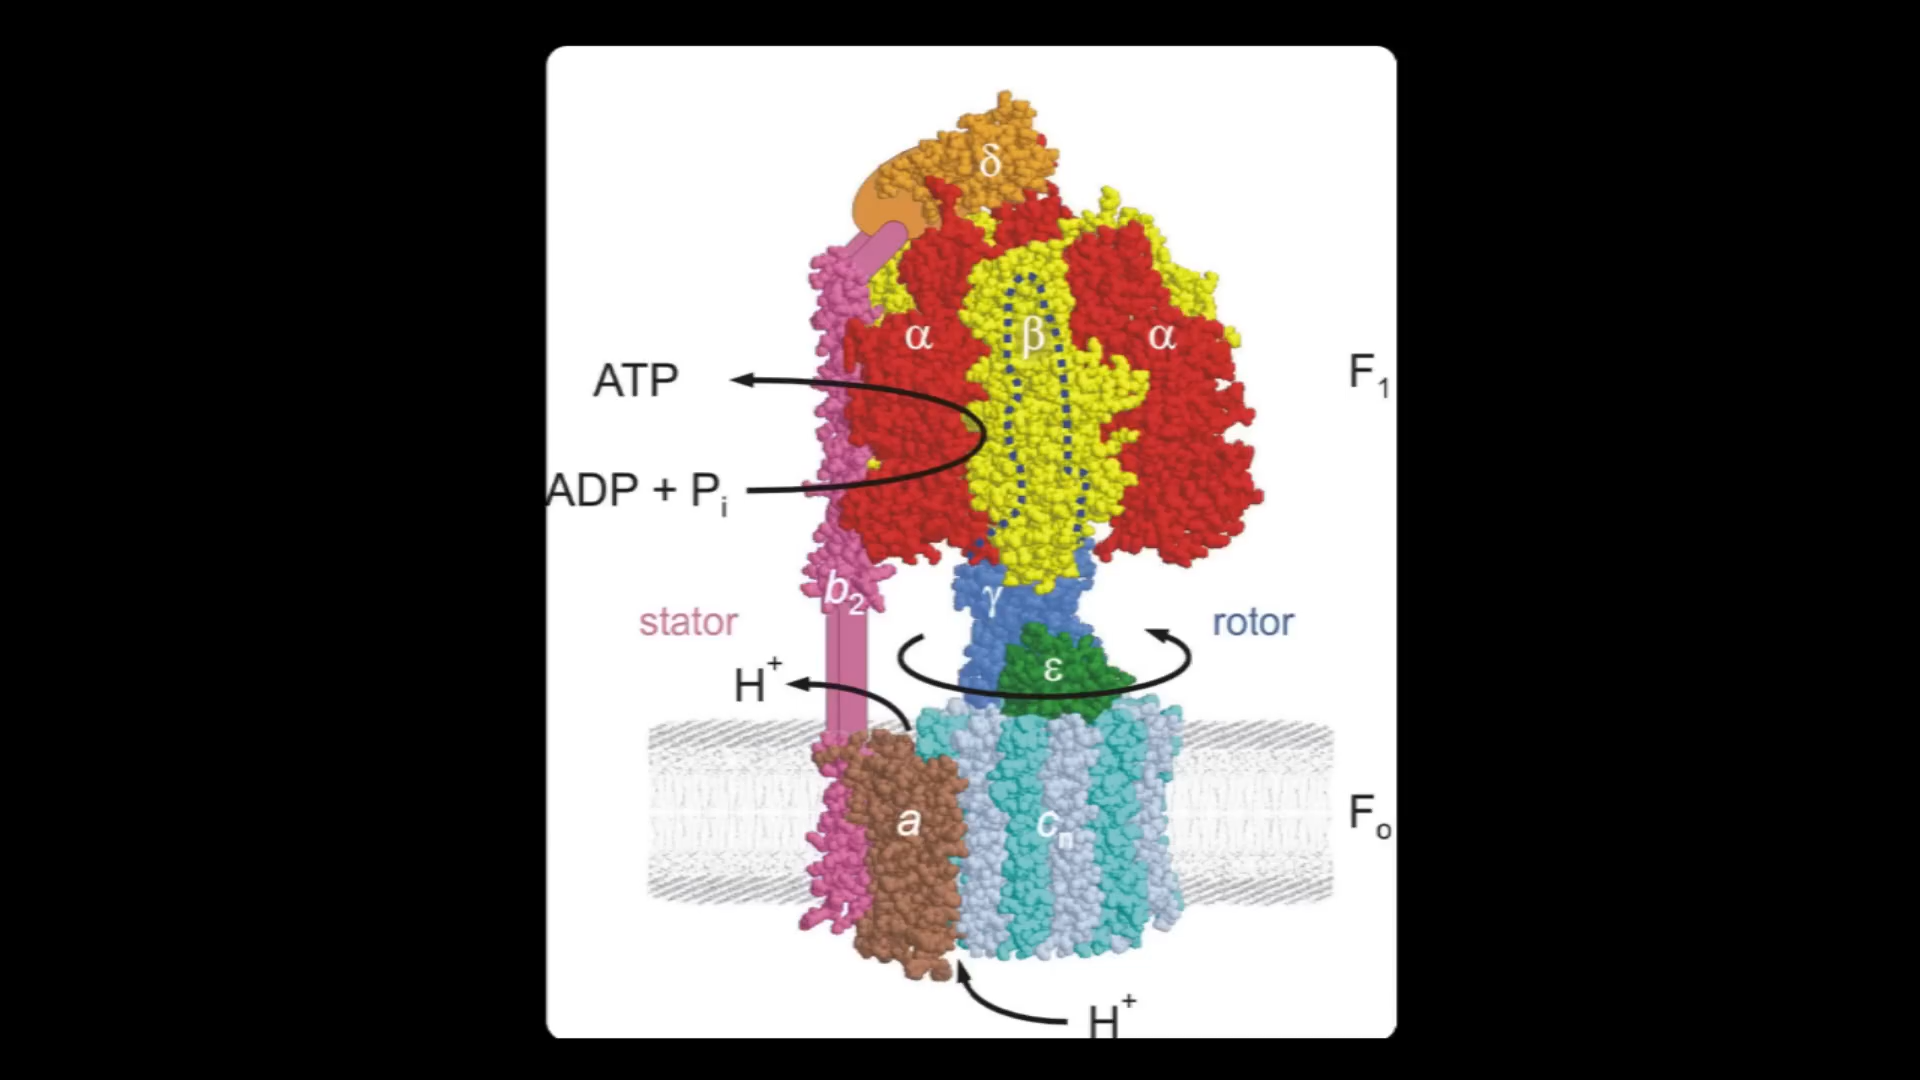 δ
α
β
α
ATP
F₁
ADP + Pᵢ
b₂
γ
stator
rotor
H⁺
ε
a
cₙ
Fₒ
H⁺